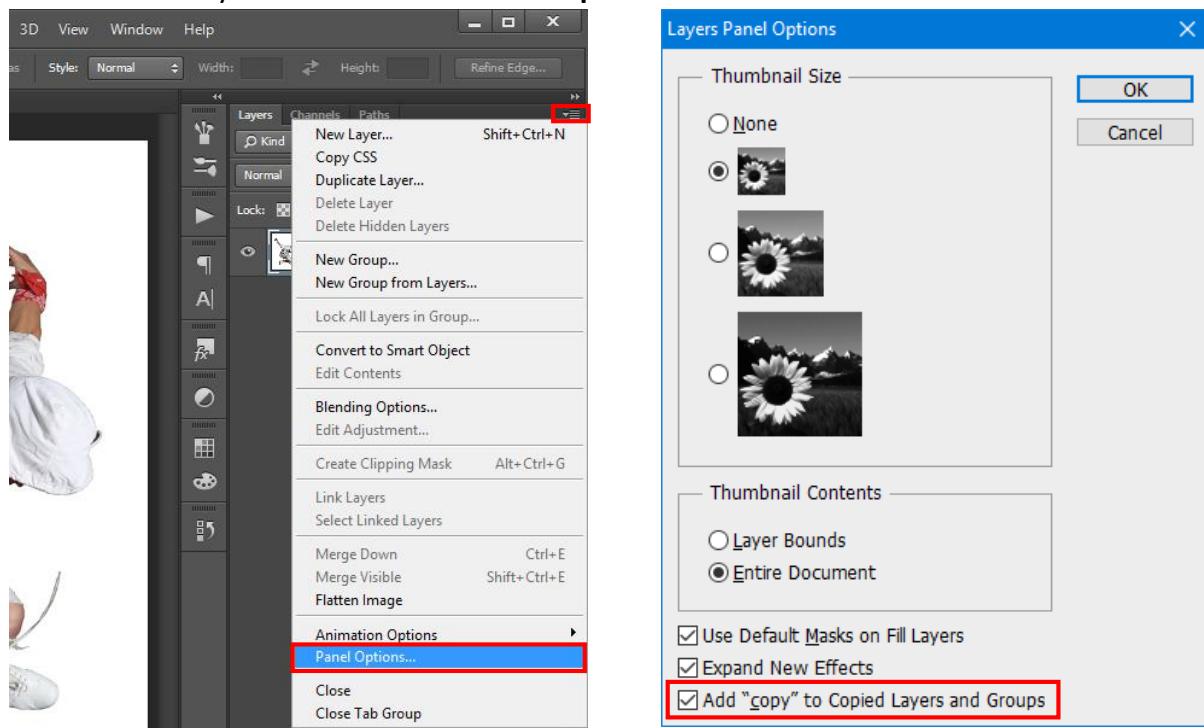 3D View Window Help
as Style: Normal Width: Height: Refine Edge...
Layers Channels Paths
Kind
Normal
Lock:
New Layer... Shift+Ctrl+N
Copy CSS
Duplicate Layer...
Delete Layer
Delete Hidden Layers
New Group...
New Group from Layers...
Lock All Layers in Group...
Convert to Smart Object
Edit Contents
Blending Options...
Edit Adjustment...
Create Clipping Mask Alt+Ctrl+G
Link Layers
Select Linked Layers
Merge Down Ctrl+E
Merge Visible Shift+Ctrl+E
Flatten Image
Animation Options
Panel Options...
Close
Close Tab Group
Layers Panel Options
Thumbnail Size
OK
None
Cancel
Thumbnail Contents
Layer Bounds
Entire Document
Use Default Masks on Fill Layers
Expand New Effects
Add "copy" to Copied Layers and Groups